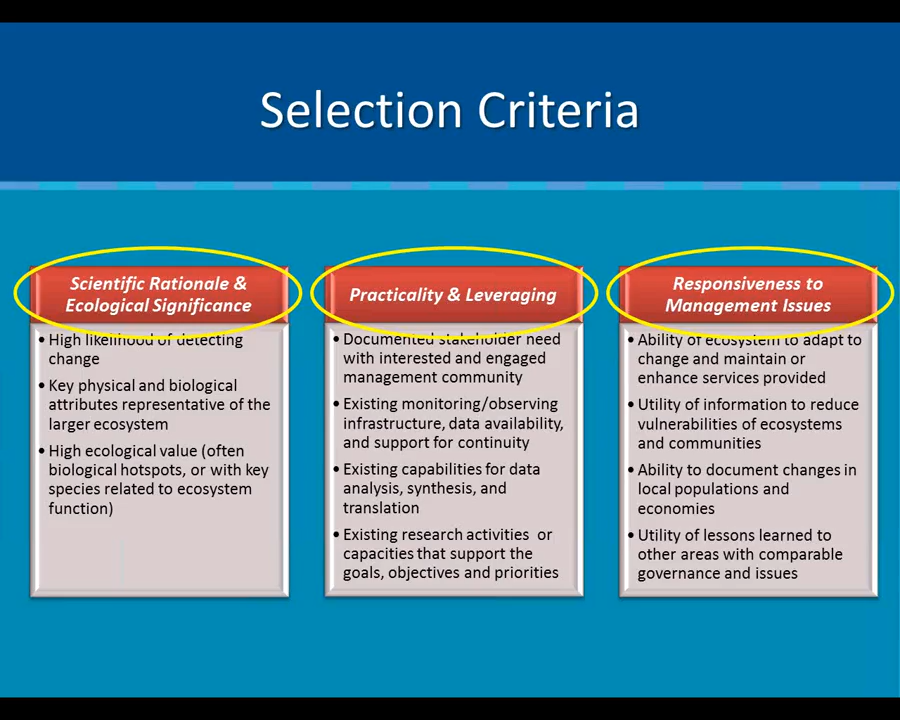 Selection Criteria
Scientific Rationale &
Ecological Significance
• High likelihood of detecting
change
• Key physical and biological
attributes representative of the
larger ecosystem
• High ecological value (often
biological hotspots, or with key
species related to ecosystem
function)
Practicality & Leveraging
• Documented stakeholder need
with interested and engaged
management community
• Existing monitoring/observing
infrastructure, data availability,
and support for continuity
• Existing capabilities for data
analysis, synthesis, and
translation
• Existing research activities or
capacities that support the
goals, objectives and priorities
Responsiveness to
Management Issues
• Ability of ecosystem to adapt to
change and maintain or
enhance services provided
• Utility of information to reduce
vulnerabilities of ecosystems
and communities
• Ability to document changes in
local populations and
economies
• Utility of lessons learned to
other areas with comparable
governance and issues